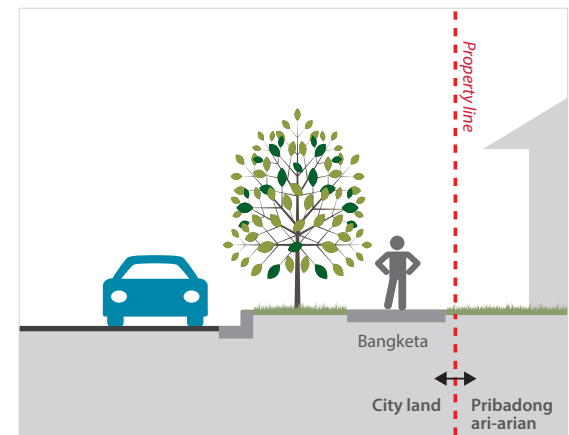 Property line
Bangketa
City land
Pribadong
ari-arian